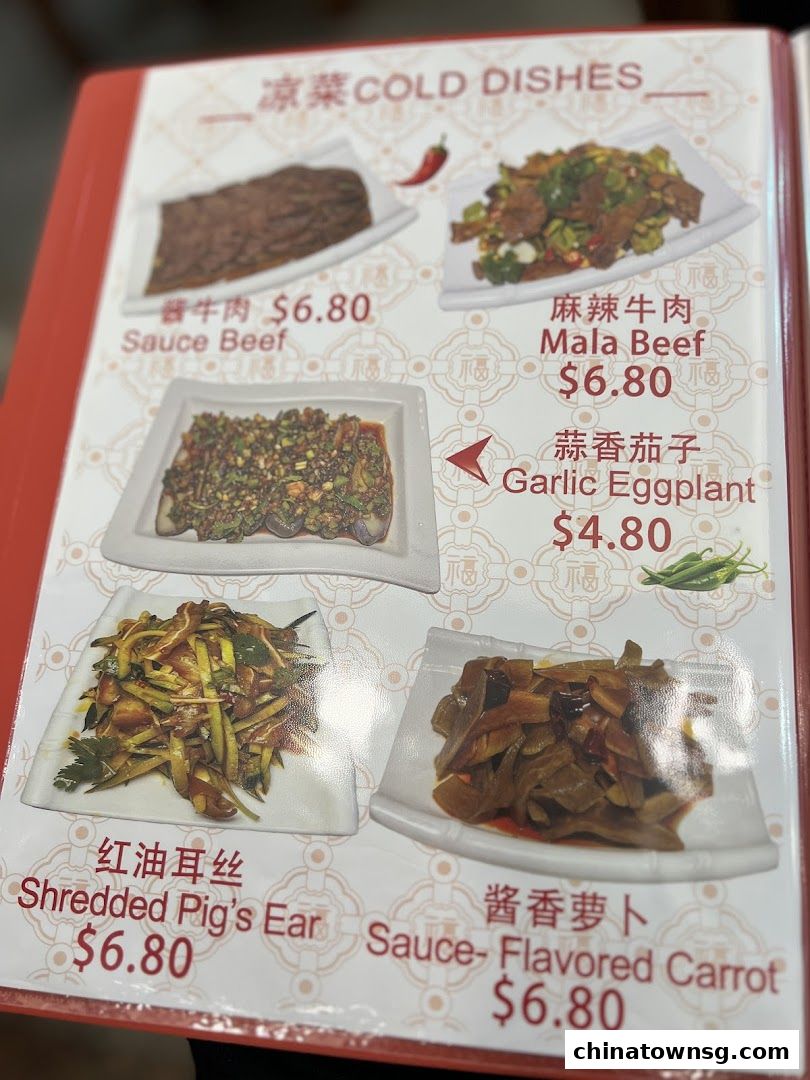 凉菜COLD DISHES
酱牛肉 $6.80
Sauce Beef
麻辣牛肉
Mala Beef
$6.80
蒜香茄子
Garlic Eggplant
$4.80
红油耳丝
Shredded Pig's Ear
$6.80
酱香萝卜
Sauce- Flavored Carrot
$6.80
chinatownsg.com